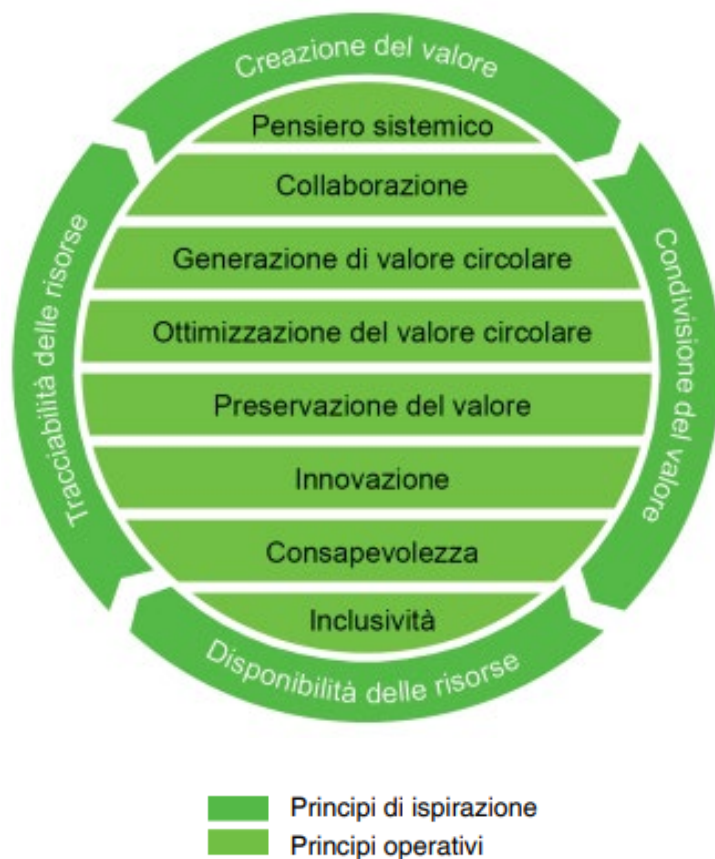 Creazione del valore
Pensiero sistemico
Collaborazione
Generazione di valore circolare
Ottimizzazione del valore circolare
Preservazione del valore
Innovazione
Consapevolezza
Inclusività
Tracciabilità delle risorse
Condivisione del valore
Disponibilità delle risorse
Principi di ispirazione
Principi operativi